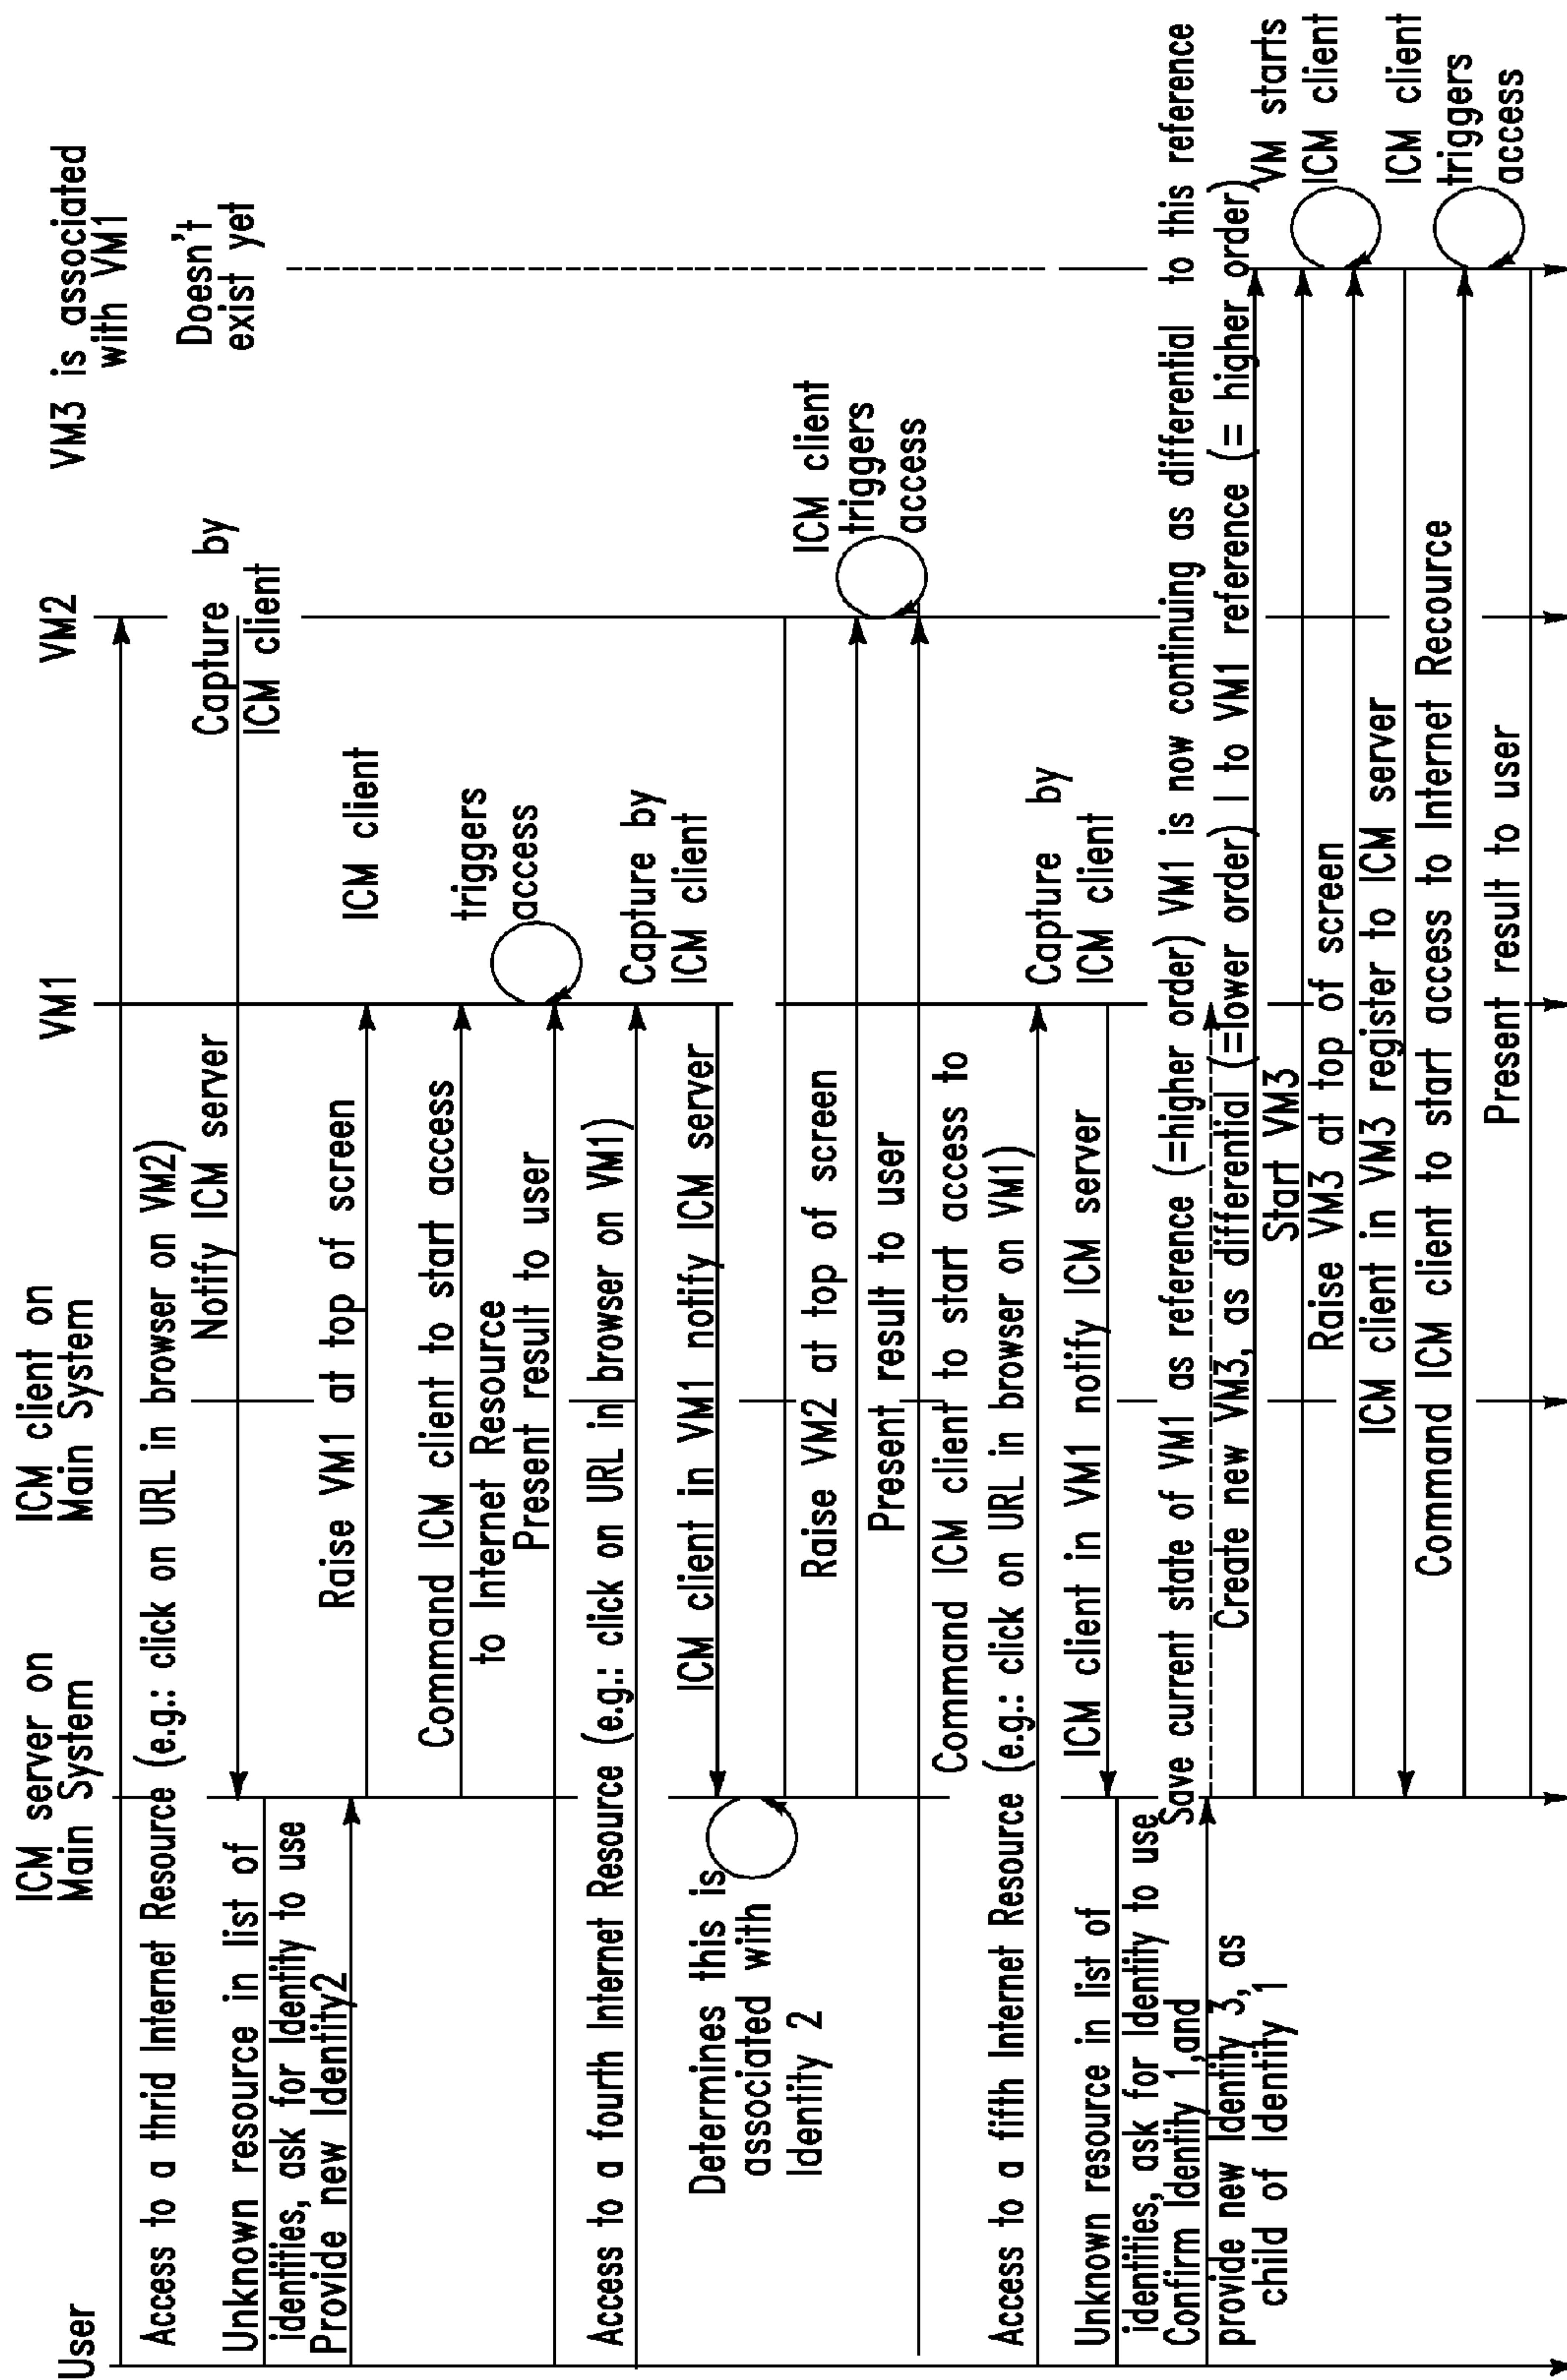 User
ICM server on
Main System
ICM client on
Main System
VM1
VM2
VM3 is associated
with VM1
Doesn't
exist yet
Access to a thrid Internet Resource (e.g.: click on URL in browser on VM2)
Capture by
ICM client
Notify ICM server
Unknown resource in list of
identities, ask for Identity to use
Provide new Identity2
Raise VM1 at top of screen
ICM client
triggers
access
Command ICM client to start access
to Internet Resource
Present result to user
Access to a fourth Internet Resource (e.g.: click on URL in browser on VM1)
Capture by
ICM client
ICM client in VM1 notify ICM server
Determines this is
associated with
Identity 2
Raise VM2 at top of screen
ICM client
triggers
access
Present result to user
Command ICM client to start access to
Access to a fifth Internet Resource (e.g.: click on URL in browser on VM1)
Capture by
ICM client
ICM client in VM1 notify ICM server
Unknown resource in list of
identities, ask for Identity to use
Confirm Identity 1,and
provide new Identity 3, as
child of Identity 1
Save current state of VM1 as reference (=higher order) VM1 is now continuing as differential to this reference
Create new VM3, as differential (=lower order) | to VM1 reference (= higher order)
Start VM3
VM starts
ICM client
Raise VM3 at top of screen
ICM client in VM3 register to ICM server
Command ICM client to start access to Internet Recource
ICM client
triggers
access
Present result to user